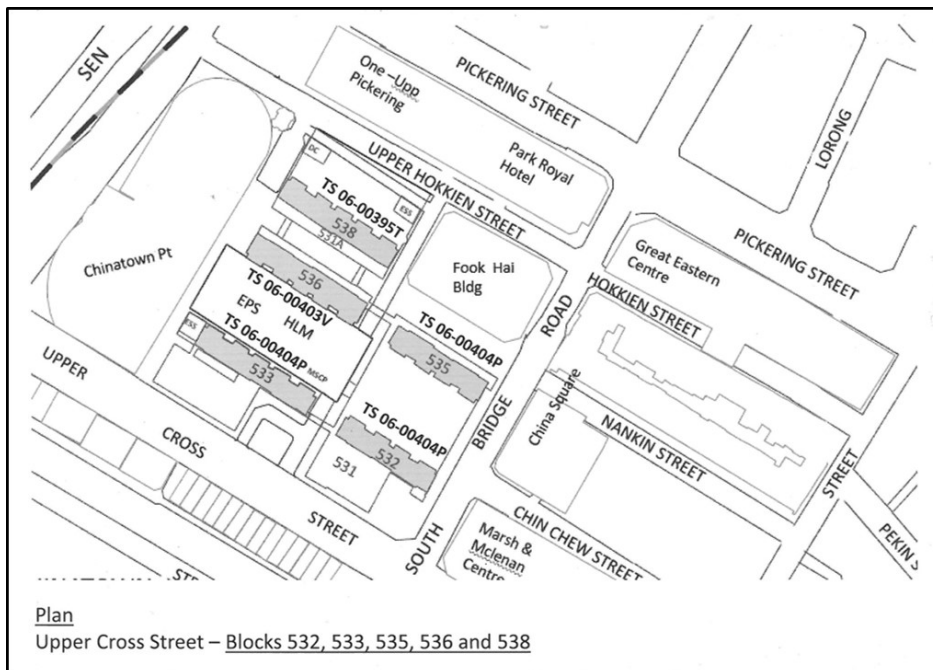 SEN
One –Upp
Pickering
PICKERING STREET
LORONG
DC
UPPER HOKKIEN STREET
Park Royal
Hotel
TS 06-00395T
ESS
538
531A
PICKERING STREET
Great Eastern
Centre
Chinatown Pt
536
Fook Hai
Bldg
ROAD
HOKKIEN STREET
TS 06-00403V
EPS HLM
TS 06-00404P
ESS
TS 06-00404P
MSCP
535
533
UPPER
China Square
BRIDGE
NANKIN STREET
TS 06-00404P
CROSS
532
531
STREET
STREET
CHIN CHEW STREET
PEKIN S
SOUTH
Marsh &
Mclenan
Centre
Plan
Upper Cross Street – Blocks 532, 533, 535, 536 and 538